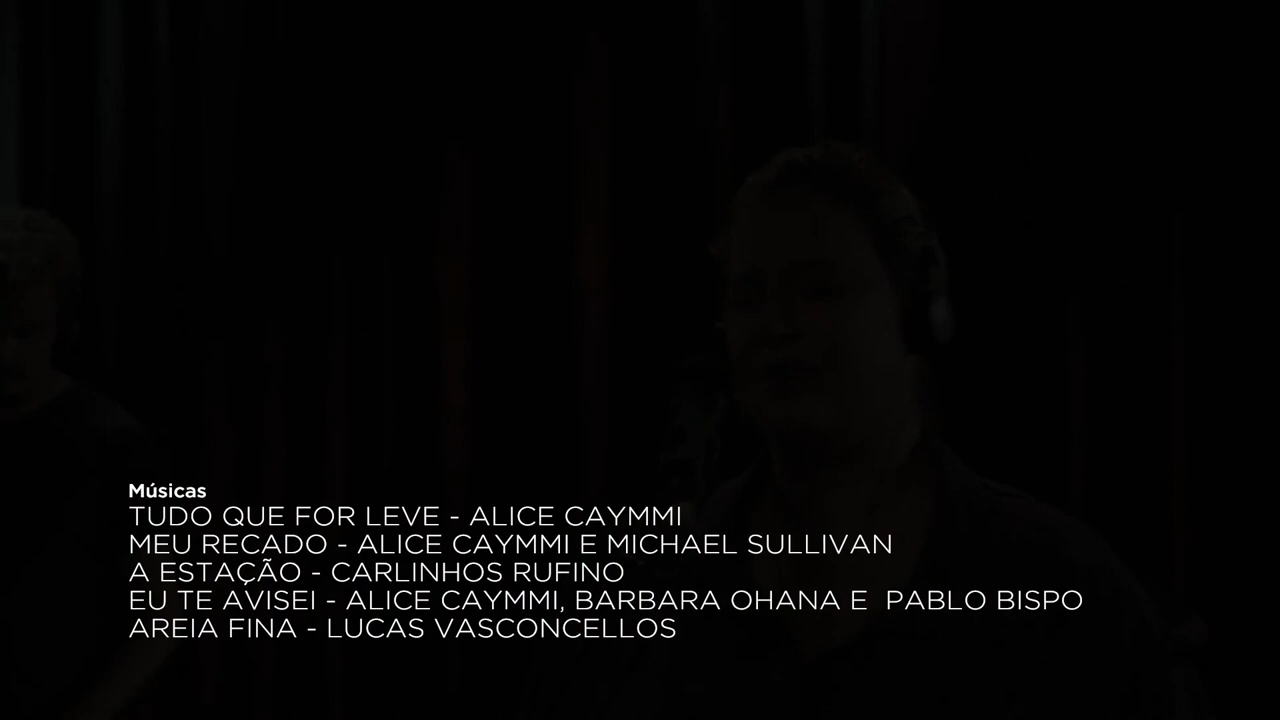 Músicas
TUDO QUE FOR LEVE - ALICE CAYMMI
MEU RECADO - ALICE CAYMMI E MICHAEL SULLIVAN
A ESTAÇÃO - CARLINHOS RUFINO
EU TE AVISEI - ALICE CAYMMI, BARBARA OHANA E  PABLO BISPO
AREIA FINA - LUCAS VASCONCELLOS